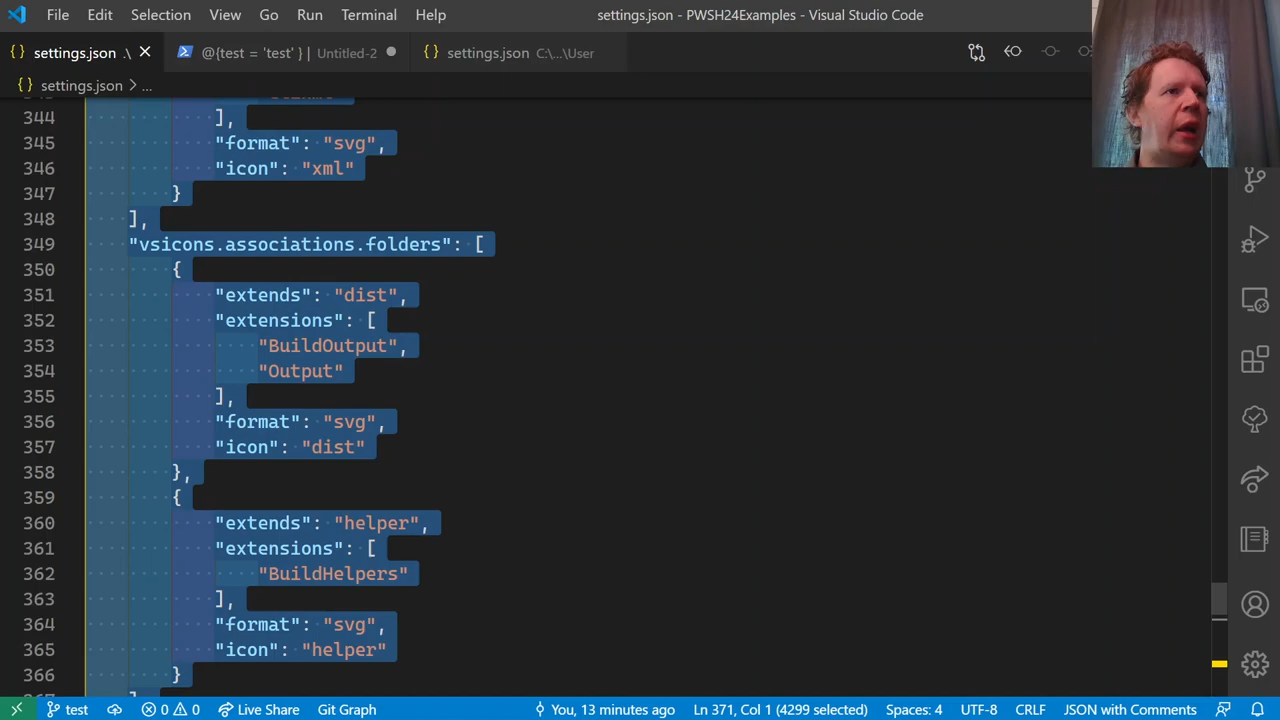 File Edit Selection View Go Run Terminal Help settings.json - PWSH24Examples - Visual Studio Code
{} settings.json .\ @{test = 'test' } | Untitled-2 {} settings.json C:\...\User
{} settings.json > ...
344 ],
345 "format": "svg",
346 "icon": "xml"
347 }
348 ],
349 "vsicons.associations.folders": [
350 {
351 "extends": "dist",
352 "extensions": [
353 "BuildOutput",
354 "Output"
355 ],
356 "format": "svg",
357 "icon": "dist"
358 },
359 {
360 "extends": "helper",
361 "extensions": [
362 "BuildHelpers"
363 ],
364 "format": "svg",
365 "icon": "helper"
366 }
test 0 0 Live Share Git Graph You, 13 minutes ago Ln 371, Col 1 (4299 selected) Spaces: 4 UTF-8 CRLF JSON with Comments